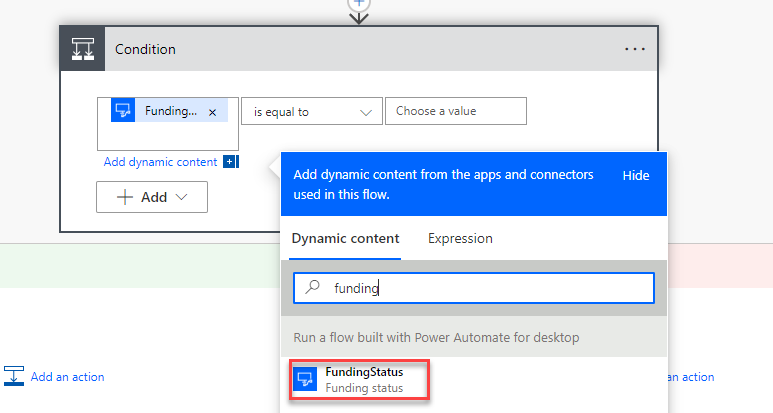 Condition
Funding...
is equal to
Choose a value
Add dynamic content
Add
Add dynamic content from the apps and connectors
used in this flow.
Hide
Dynamic content
Expression
funding
Run a flow built with Power Automate for desktop
FundingStatus
Funding status
Add an action
an action